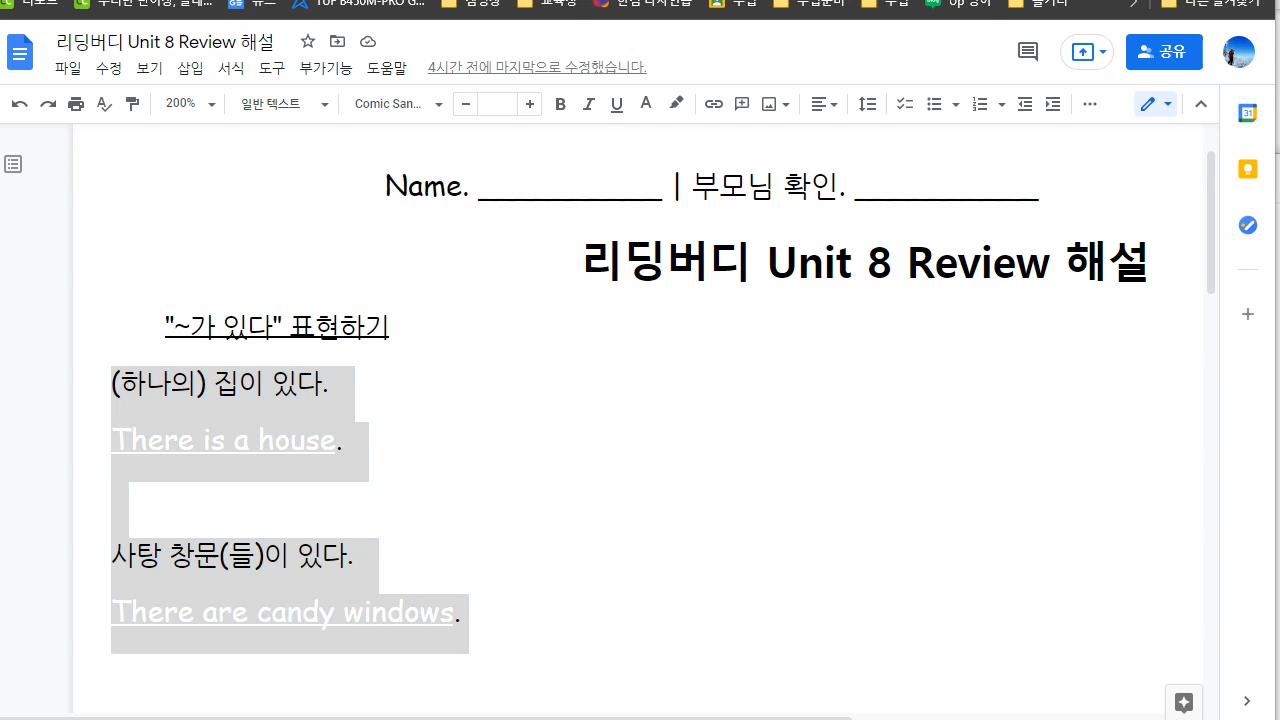 리딩버디 Unit 8 Review 해설
파일 수정 보기 삽입 서식 도구 부가기능 도움말 4시간 전에 마지막으로 수정했습니다.
공유
200% 일반 텍스트 Comic San... B I U A
31
Name. ___________ | 부모님 확인. ___________
리딩버디 Unit 8 Review 해설
"~가 있다" 표현하기
(하나의) 집이 있다.
There is a house.
사탕 창문(들)이 있다.
There are candy windows.